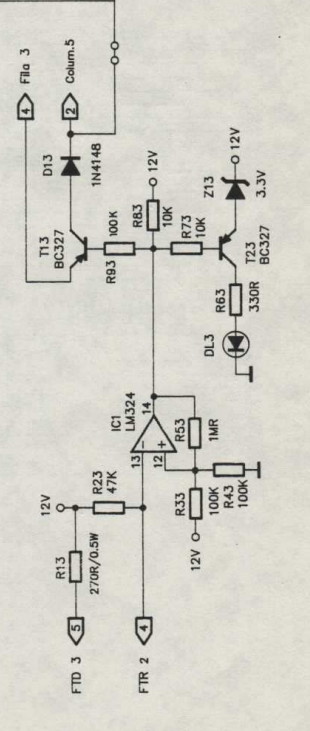 FTD 3
5
R13
270R/0.5W
12V
R23
47K
FTR 2
4
13
12
IC1
LM324
14
R53
1MR
R33
100K
R43
100K
12V
Fila 3
4
Colum.5
2
D13
1N4148
T13
BC327
R93
100K
R83
10K
12V
R73
10K
Z13
3.3V
12V
T23
BC327
R63
330R
DL3